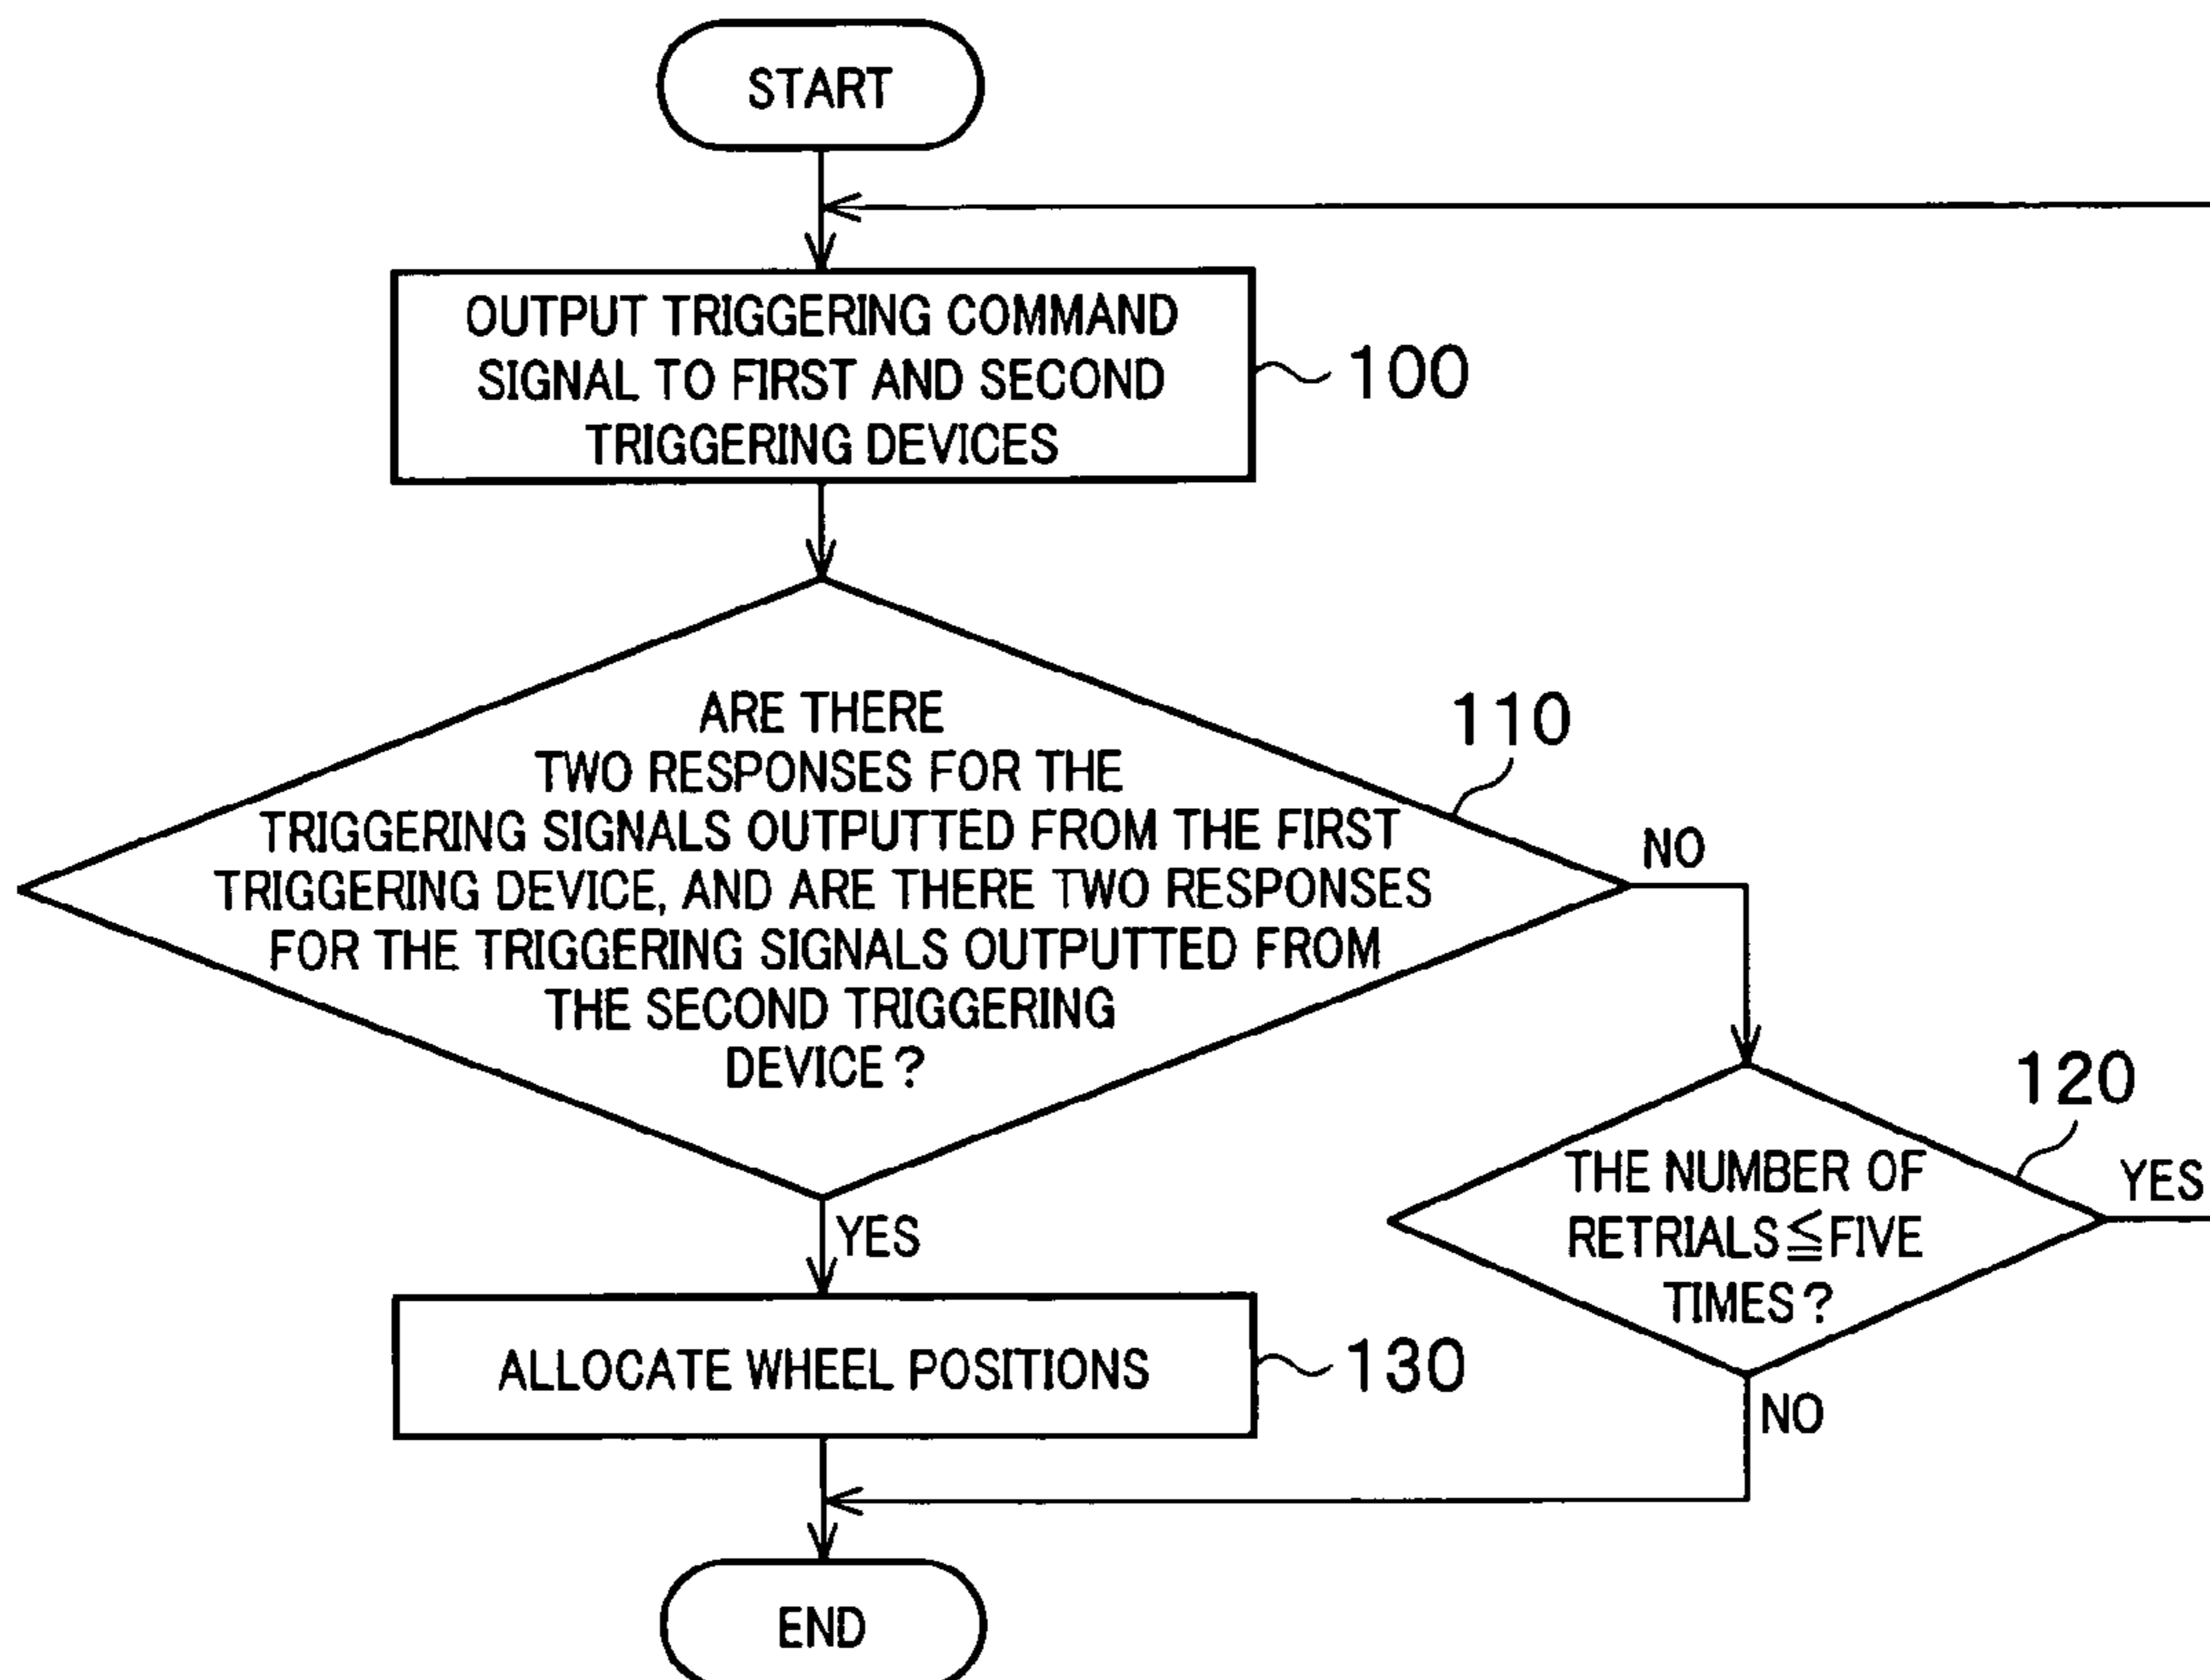 START
OUTPUT TRIGGERING COMMAND
SIGNAL TO FIRST AND SECOND
TRIGGERING DEVICES
100
ARE THERE
TWO RESPONSES FOR THE
TRIGGERING SIGNALS OUTPUTTED FROM THE FIRST
TRIGGERING DEVICE, AND ARE THERE TWO RESPONSES
FOR THE TRIGGERING SIGNALS OUTPUTTED FROM
THE SECOND TRIGGERING
DEVICE?
110
NO
120
THE NUMBER OF
RETRIALS≦FIVE
TIMES?
YES
NO
YES
ALLOCATE WHEEL POSITIONS
130
END